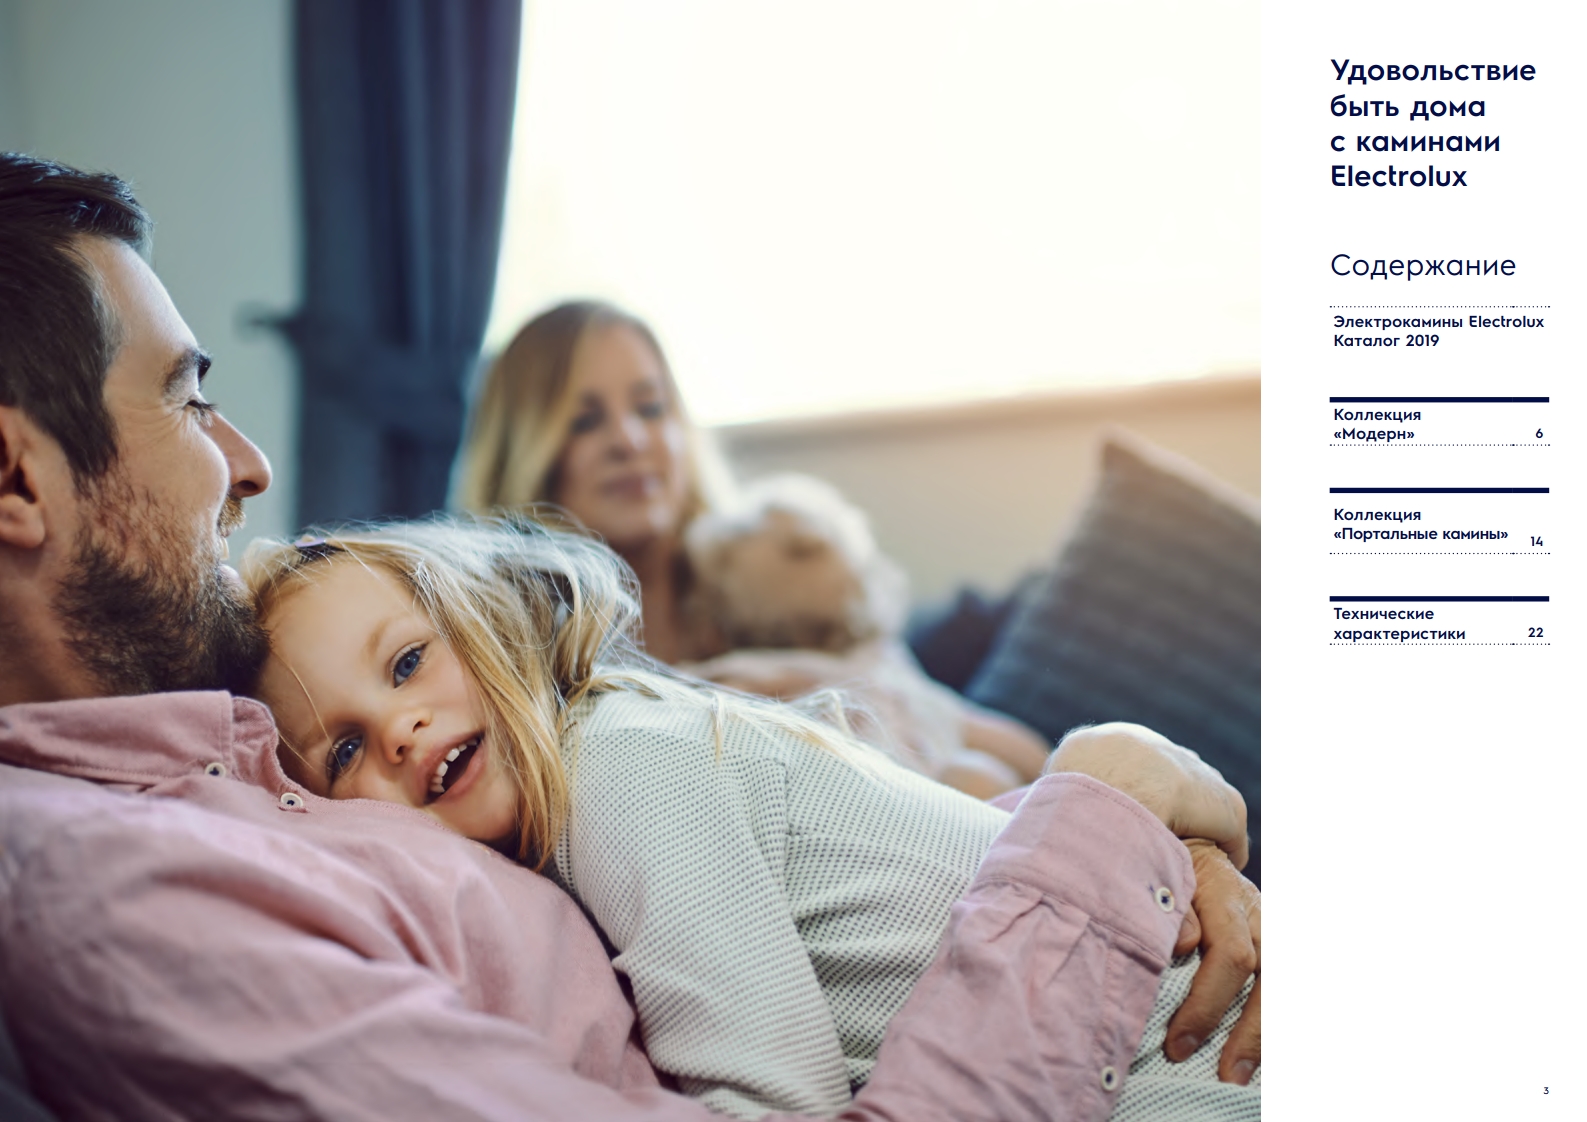 Удовольствие
быть дома
с каминами
Electrolux
Содержание
Электрокамины Electrolux
Каталог 2019
Коллекция
«Модерн» 6
Коллекция
«Портальные камины» 14
Технические
характеристики 22
3